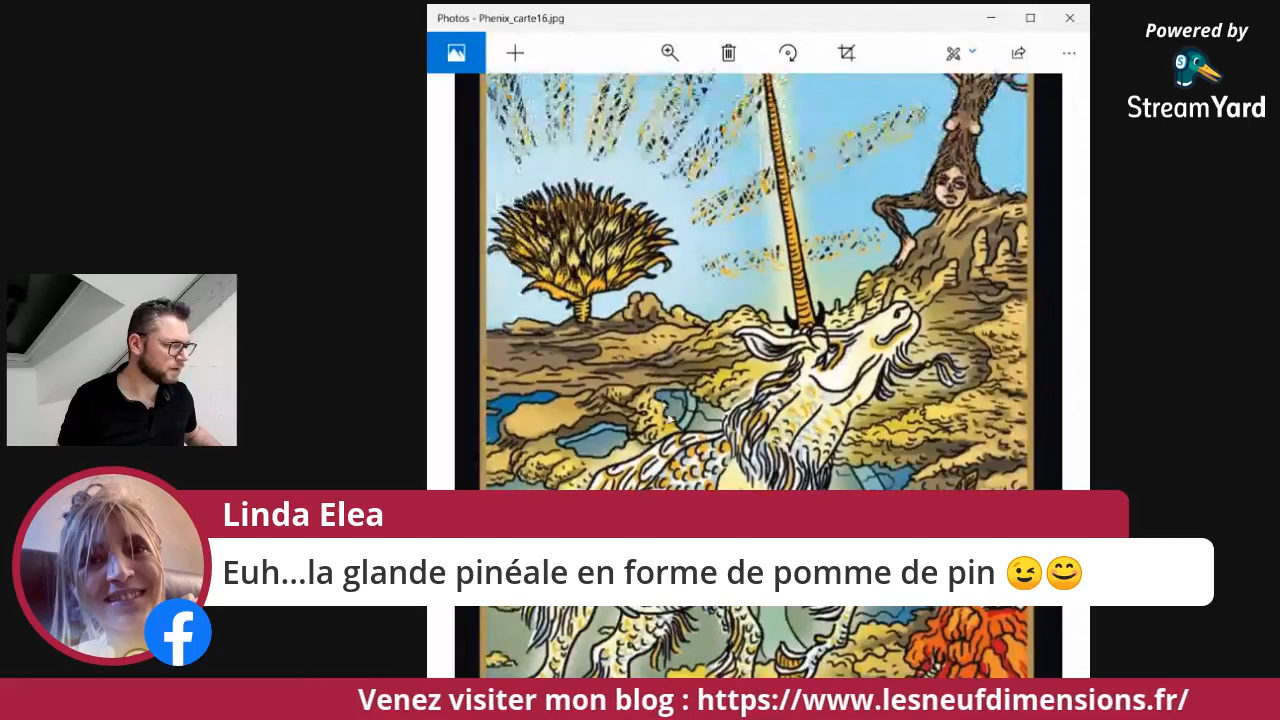 Photos - Phenix_carte16.jpg
Powered by
StreamYard
Linda Elea
Euh...la glande pinéale en forme de pomme de pin 😉😊
Venez visiter mon blog : https://www.lesneufdimensions.fr/